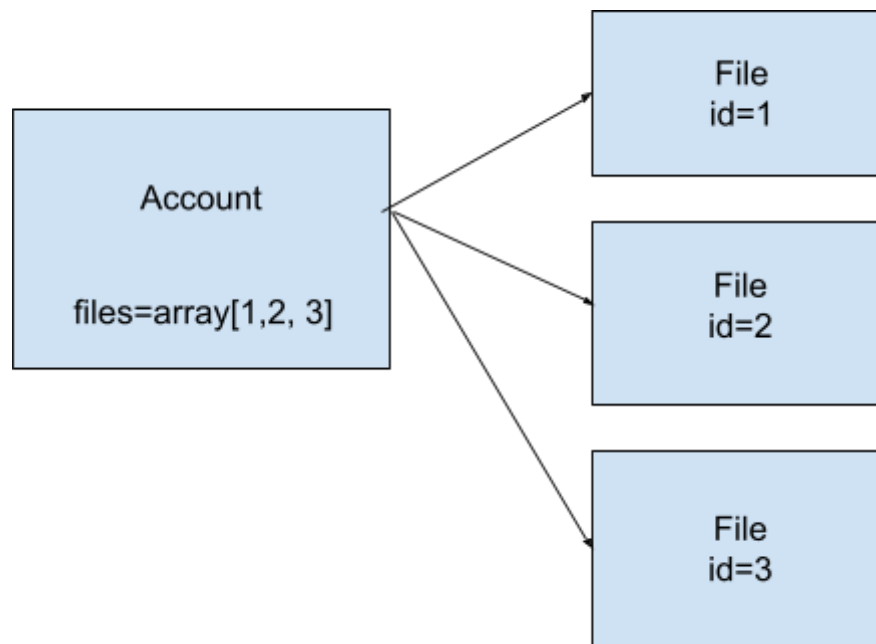 Account
files=array[1,2, 3]
File
id=1
File
id=2
File
id=3